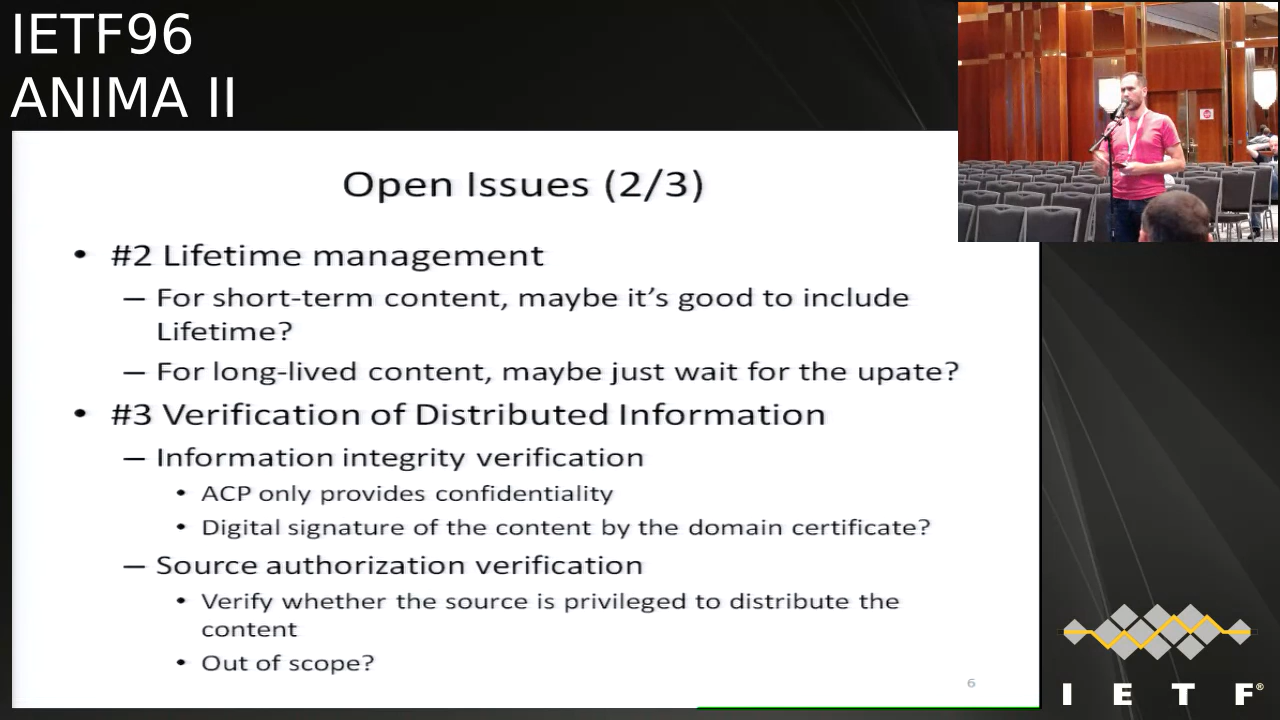 IETF96
ANIMA II
Open Issues (2/3)
• #2 Lifetime management
– For short-term content, maybe it’s good to include
Lifetime?
– For long-lived content, maybe just wait for the upate?
• #3 Verification of Distributed Information
– Information integrity verification
• ACP only provides confidentiality
• Digital signature of the content by the domain certificate?
– Source authorization verification
• Verify whether the source is privileged to distribute the
content
• Out of scope?
6
I E T F®